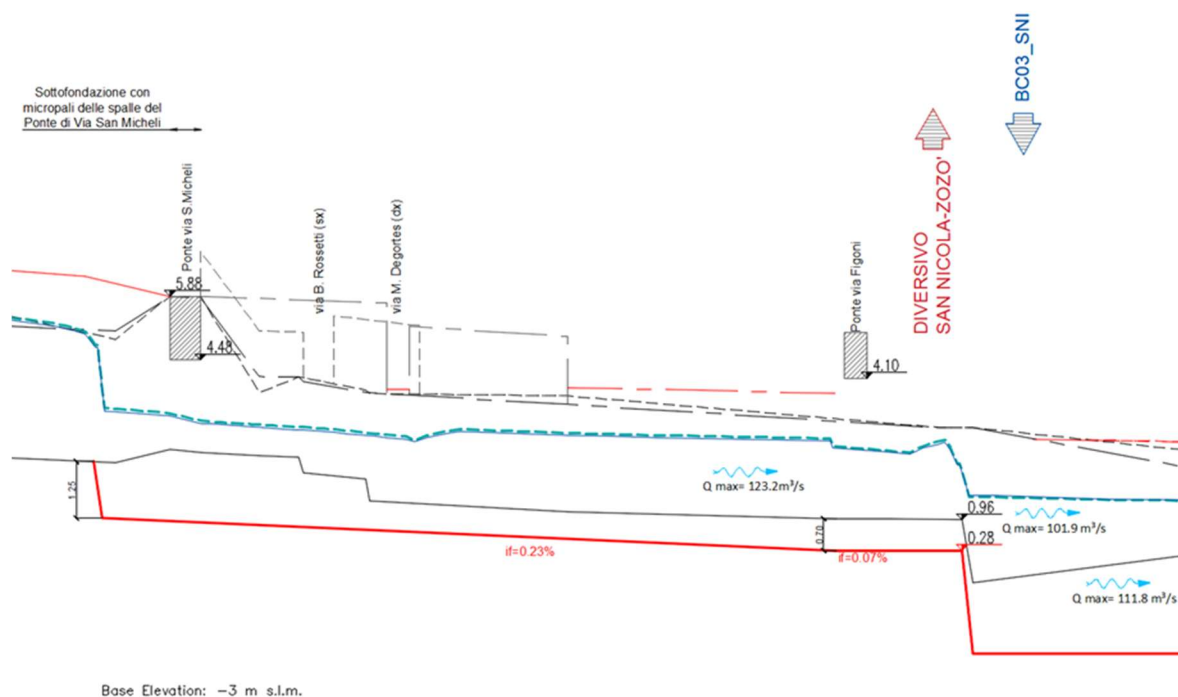 Sottofondazione con
micropali delle spalle del
Ponte di Via San Micheli
Ponte via S.Micheli
via B. Rossetti (sx)
via M. Degortes (dx)
Ponte via Figoni
DIVERSIVO
SAN NICOLA-ZOZO'
BC03_SNI
5.88
4.48
4.10
1.25
Q max= 123.2m³/s
0.96
Q max= 101.9 m³/s
0.70
0.28
if=0.23%
if=0.07%
Q max= 111.8 m³/s
Base Elevation: −3 m s.l.m.